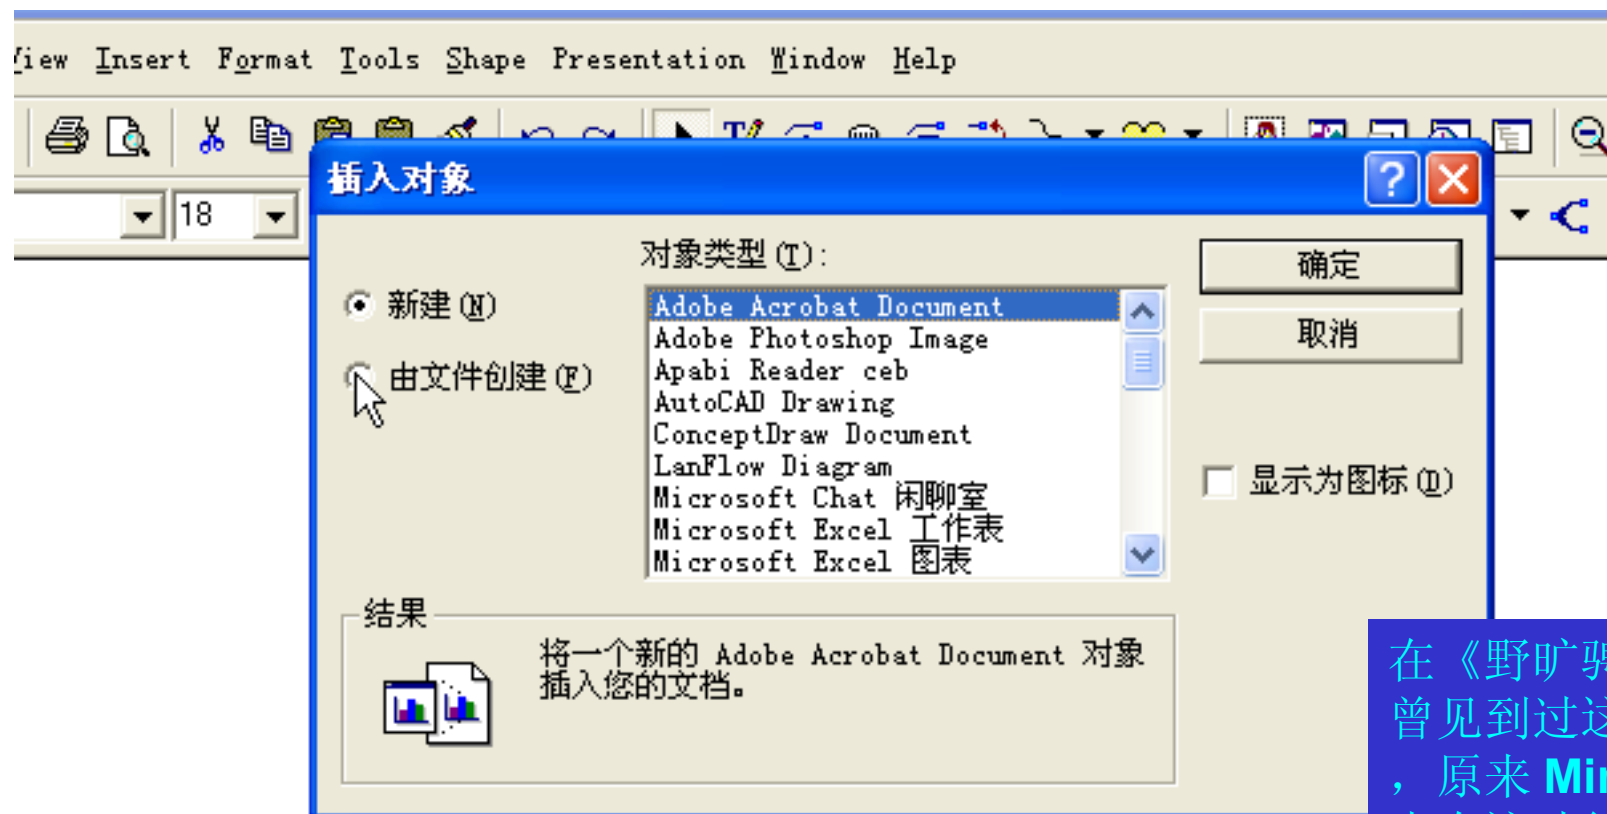 View Insert Format Tools Shape Presentation Window Help
18
插入对象
对象类型(T):
新建(N)
由文件创建(F)
Adobe Acrobat Document
Adobe Photoshop Image
Apabi Reader ceb
AutoCAD Drawing
ConceptDraw Document
LanFlow Diagram
Microsoft Chat 闲聊室
Microsoft Excel 工作表
Microsoft Excel 图表
确定
取消
显示为图标(D)
结果
将一个新的 Adobe Acrobat Document 对象
插入您的文档。
在《野旷
曾见到过这
，原来 Mi